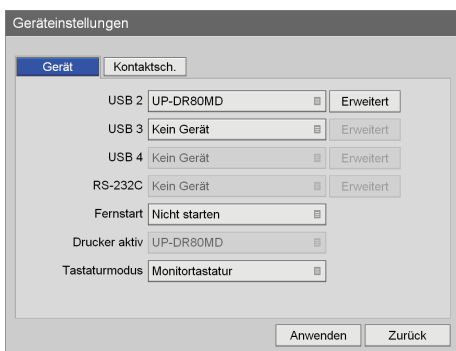 Geräteinstellungen
Gerät Kontaktsch.
USB 2 UP-DR80MD Erweitert
USB 3 Kein Gerät Erweitert
USB 4 Kein Gerät Erweitert
RS-232C Kein Gerät Erweitert
Fernstart Nicht starten
Drucker aktiv UP-DR80MD
Tastaturmodus Monitortastatur
Anwenden Zurück